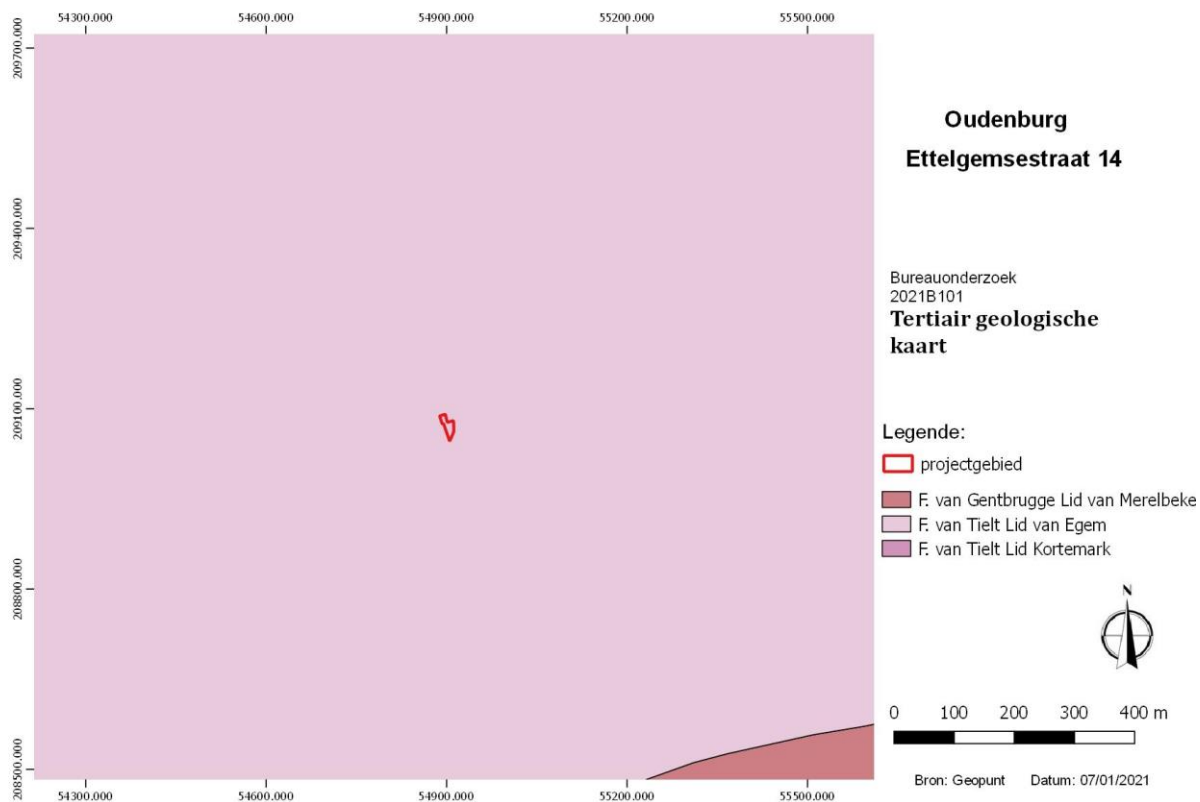 54300.000 54600.000 54900.000 55200.000 55500.000
209700.000
209400.000
209100.000
208800.000
208500.000
54300.000 54600.000 54900.000 55200.000 55500.000
Oudenburg
Ettelgemsestraat 14
Bureauonderzoek
2021B101
Tertiair geologische
kaart
Legende:
projectgebied
F. van Gentbrugge Lid van Merelbeke
F. van Tielt Lid van Egem
F. van Tielt Lid Kortemark
N
0 100 200 300 400 m
Bron: Geopunt Datum: 07/01/2021